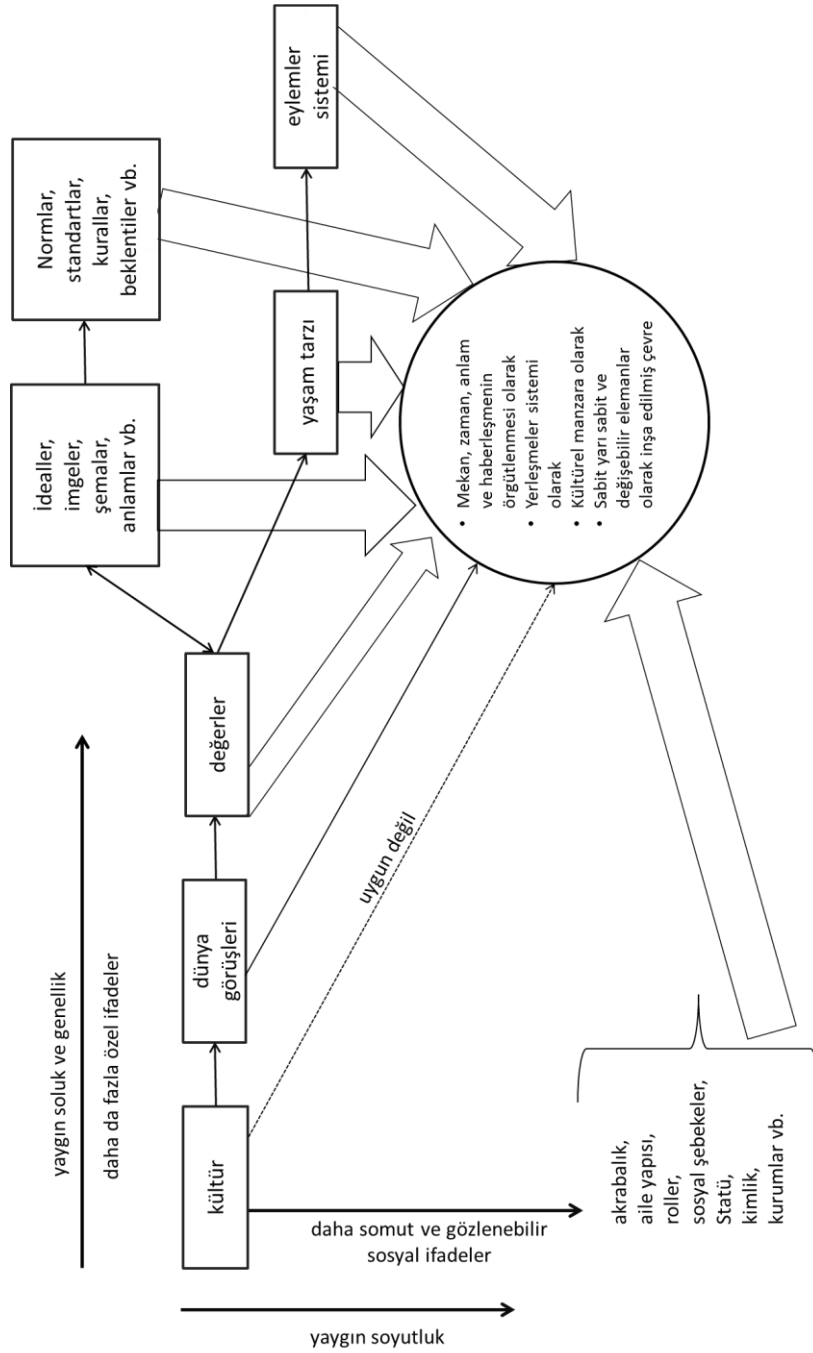 yaygın soluk ve genellik
daha da fazla özel ifadeler
kültür
dünya
görüşleri
değerler
İdealler,
imgeler,
şemalar,
anlamlar vb.
Normlar,
standartlar,
kurallar,
beklentiler vb.
yaşam tarzı
eylemler
sistemi
uygun değil
• Mekan, zaman, anlam
ve haberleşmenin
örgütlenmesi olarak
• Yerleşmeler sistemi
olarak
• Kültürel manzara olarak
• Sabit yarı sabit ve
değişebilir elemanlar
olarak inşa edilmiş çevre
daha somut ve gözlenebilir
sosyal ifadeler
yaygın soyutluk
akrabalık,
aile yapısı,
roller,
sosyal şebekeler,
Statü,
kimlik,
kurumlar vb.